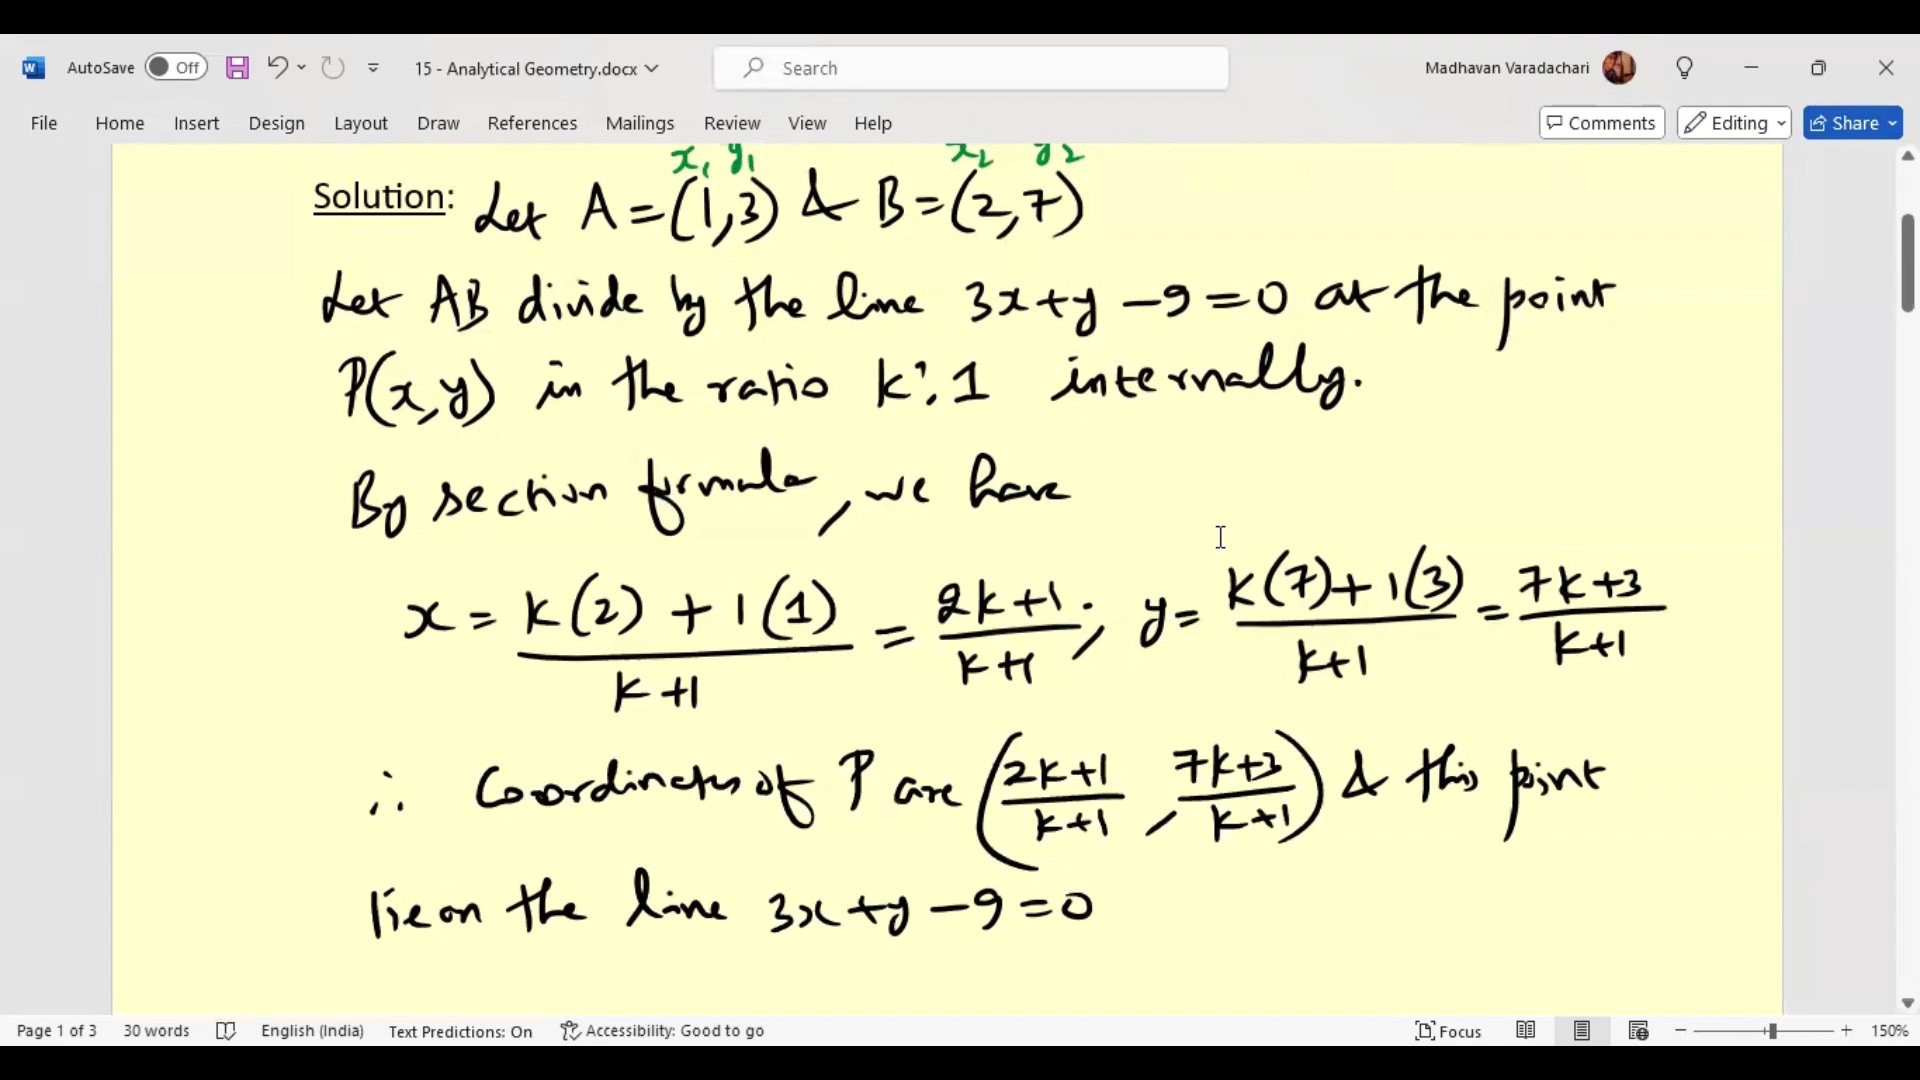 AutoSave Off 15 - Analytical Geometry.docx Search Madhavan Varadachari
File Home Insert Design Layout Draw References Mailings Review View Help Comments Editing Share
x₁ y₁ x₂ y₂
Solution: Let A = (1,3) & B = (2,7)
Let AB divide by the line 3x+y-9=0 at the point
P(x,y) in the ratio k:1 internally.
By section formula, we have
x = (k(2) + 1(1))/(k+1) = (2k+1)/(k+1); y = (k(7)+1(3))/(k+1) = (7k+3)/(k+1)
∴ Coordinates of P are ((2k+1)/(k+1), (7k+3)/(k+1)) & this point
lie on the line 3x+y-9=0
Page 1 of 3 30 words English (India) Text Predictions: On Accessibility: Good to go Focus 150%